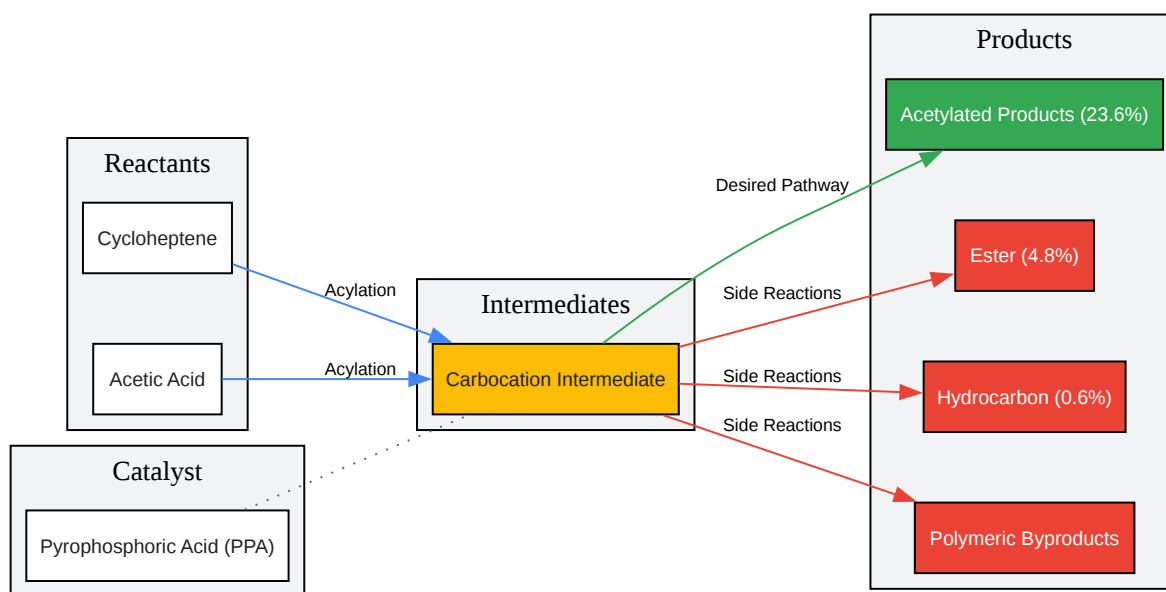 Reactants
Cycloheptene
Acetic Acid
Catalyst
Pyrophosphoric Acid (PPA)
Acylation
Acylation
Intermediates
Carbocation Intermediate
Desired Pathway
Side Reactions
Side Reactions
Side Reactions
Products
Acetylated Products (23.6%)
Ester (4.8%)
Hydrocarbon (0.6%)
Polymeric Byproducts